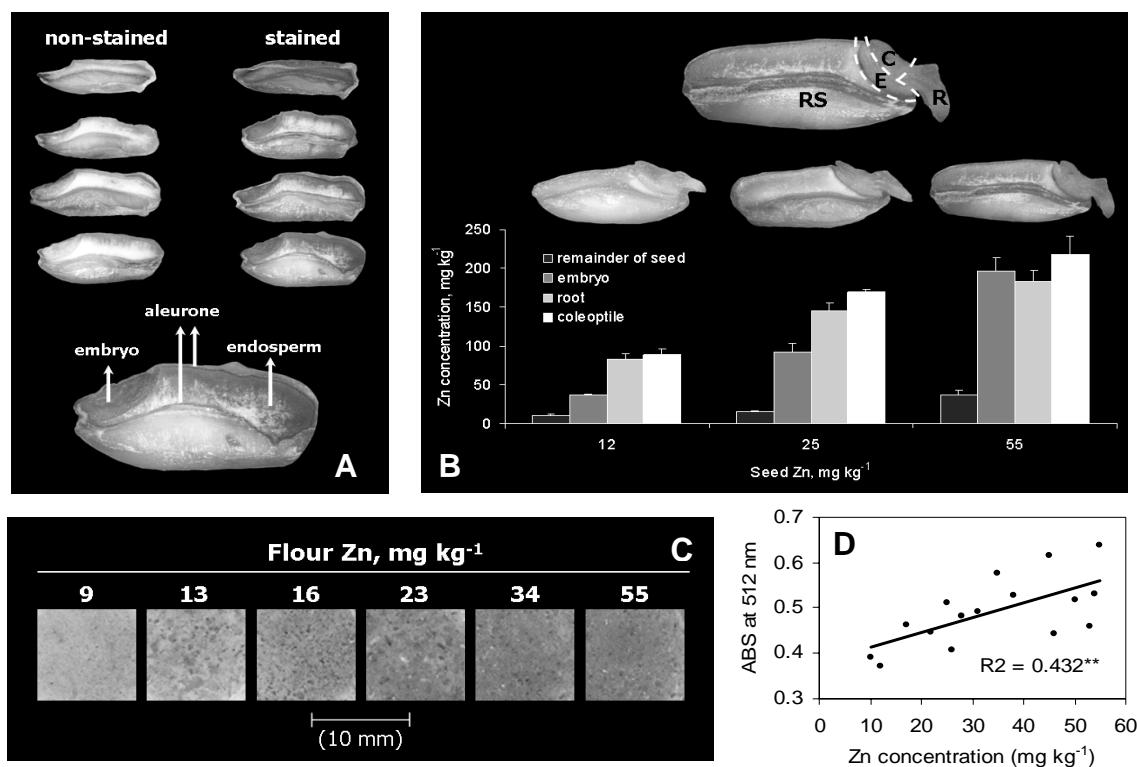 non-stained stained
aleurone
embryo endosperm
A
C
E
RS R
250
200
150
100
50
0
Zn concentration, mg kg-1
remainder of seed
embryo
root
coleoptile
12 25 55
Seed Zn, mg kg-1
B
Flour Zn, mg kg-1
C
9 13 16 23 34 55
(10 mm)
D
0.7
0.6
0.5
0.4
0.3
ABS at 512 nm
R2 = 0.432**
0 10 20 30 40 50 60
Zn concentration (mg kg-1)